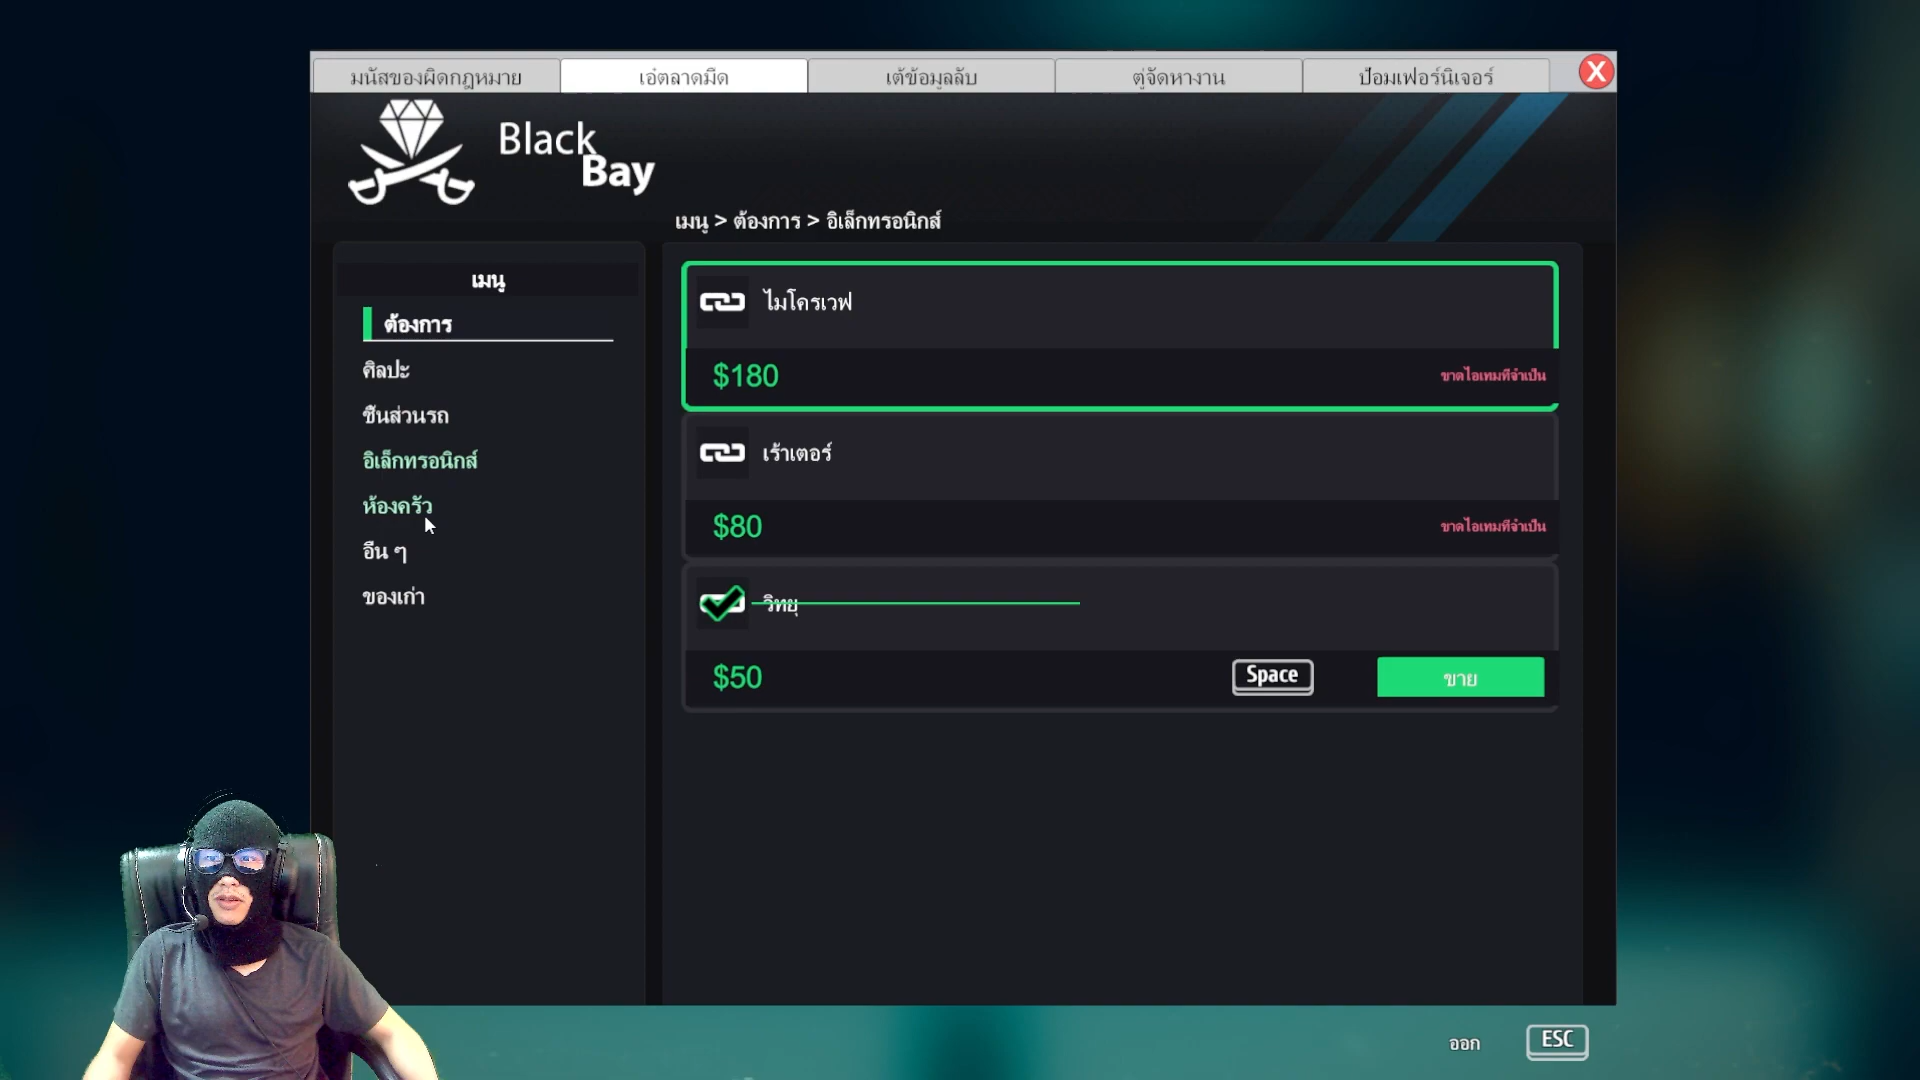 มนัสของผิดกฎหมาย
เอ๋ตลาดมืด
เต้ข้อมูลลับ
ตู่จัดหางาน
ป้อมเฟอร์นิเจอร์
X
Black
Bay
เมนู > ต้องการ > อิเล็กทรอนิกส์
เมนู
ต้องการ
ศิลปะ
ชิ้นส่วนรถ
อิเล็กทรอนิกส์
ห้องครัว
อื่น ๆ
ของเก่า
ไมโครเวฟ
$180
ขาดไอเทมที่จำเป็น
เร้าเตอร์
$80
ขาดไอเทมที่จำเป็น
วิทยุ
$50
Space
ขาย
ออก
ESC